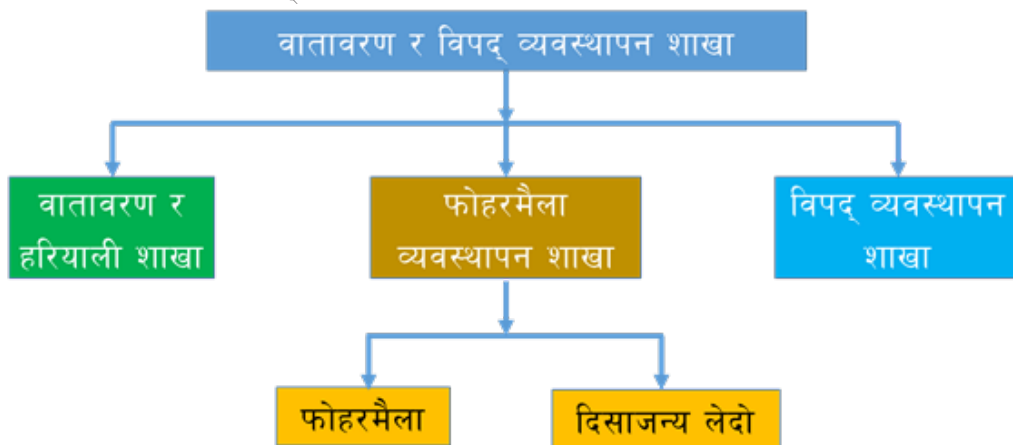 वातावरण र विपद् व्यवस्थापन शाखा
वातावरण र
हरियाली शाखा
फोहरमैला
व्यवस्थापन शाखा
विपद् व्यवस्थापन
शाखा
फोहरमैला
दिसाजन्य लेदो